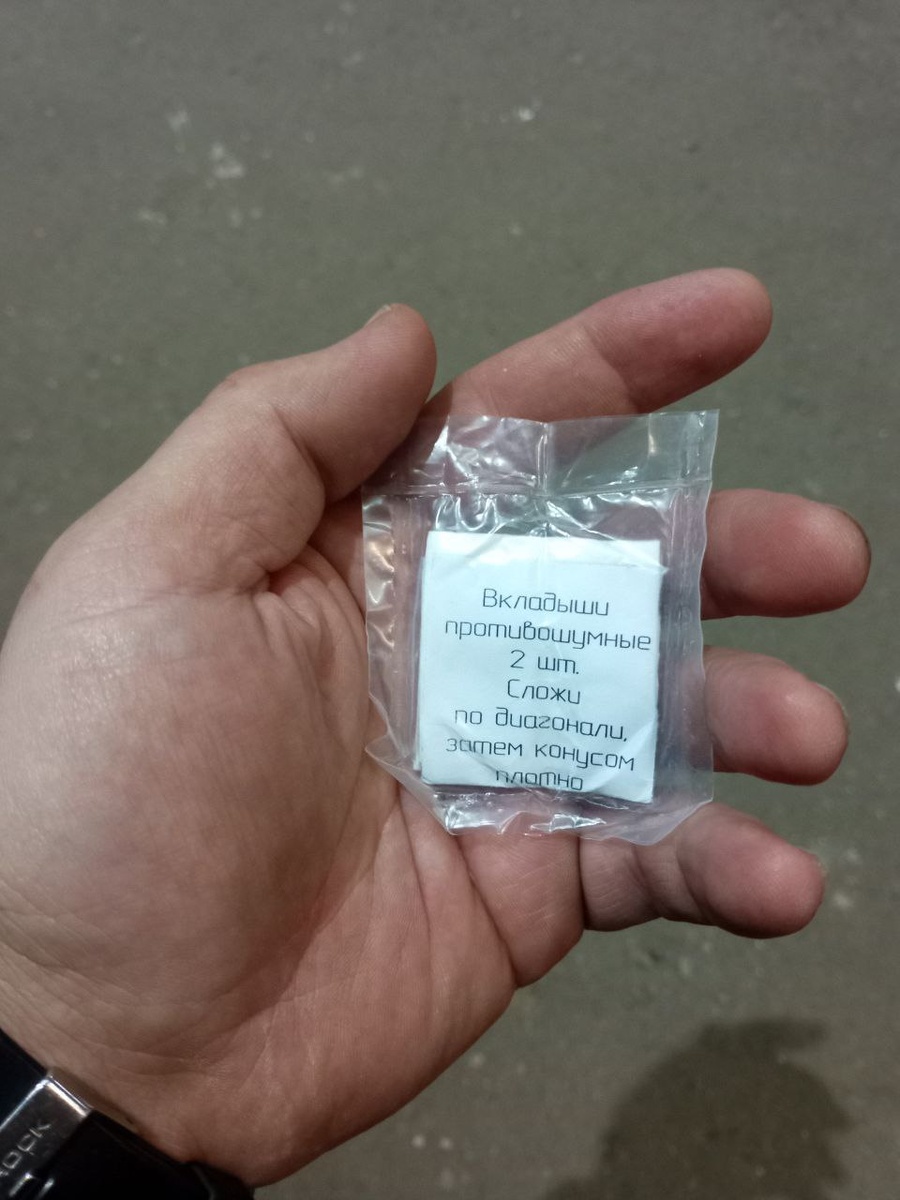 Вкладыши
противошумные
2 шт.
Сложи
по диагонали,
затем конусом
плотно